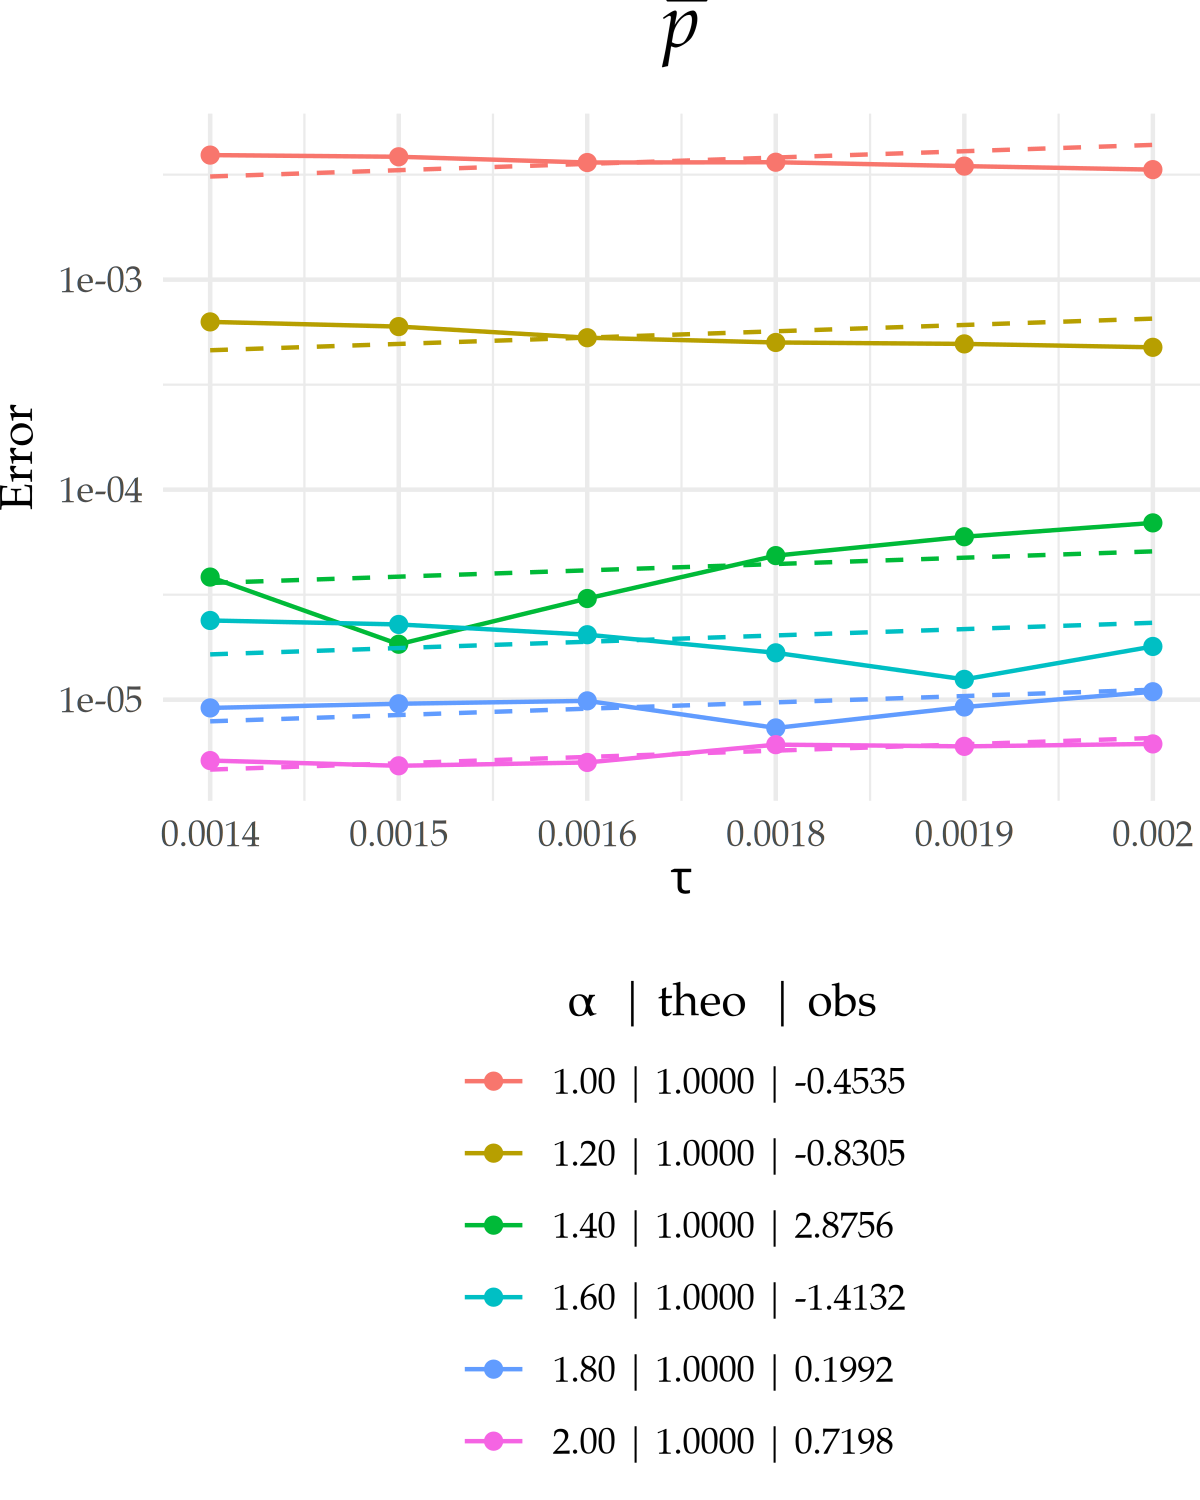 p̅
Error
1e-03
1e-04
1e-05
0.0014 0.0015 0.0016 0.0018 0.0019 0.002
τ
α | theo | obs
1.00 | 1.0000 | -0.4535
1.20 | 1.0000 | -0.8305
1.40 | 1.0000 | 2.8756
1.60 | 1.0000 | -1.4132
1.80 | 1.0000 | 0.1992
2.00 | 1.0000 | 0.7198